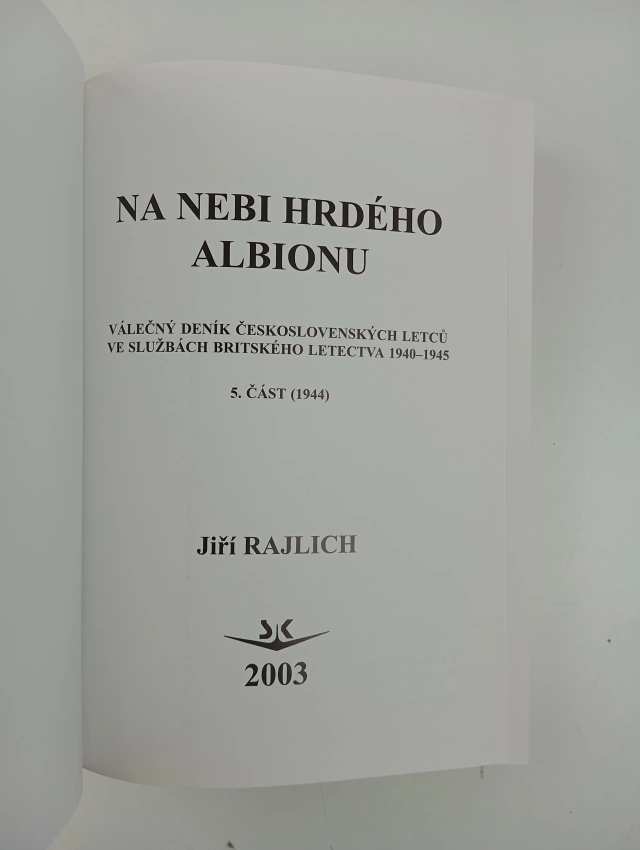 NA NEBI HRDÉHO
ALBIONU
VÁLEČNÝ DENÍK ČESKOSLOVENSKÝCH LETCŮ
VE SLUŽBÁCH BRITSKÉHO LETECTVA 1940–1945
5. ČÁST (1944)
Jiří RAJLICH
SK
2003